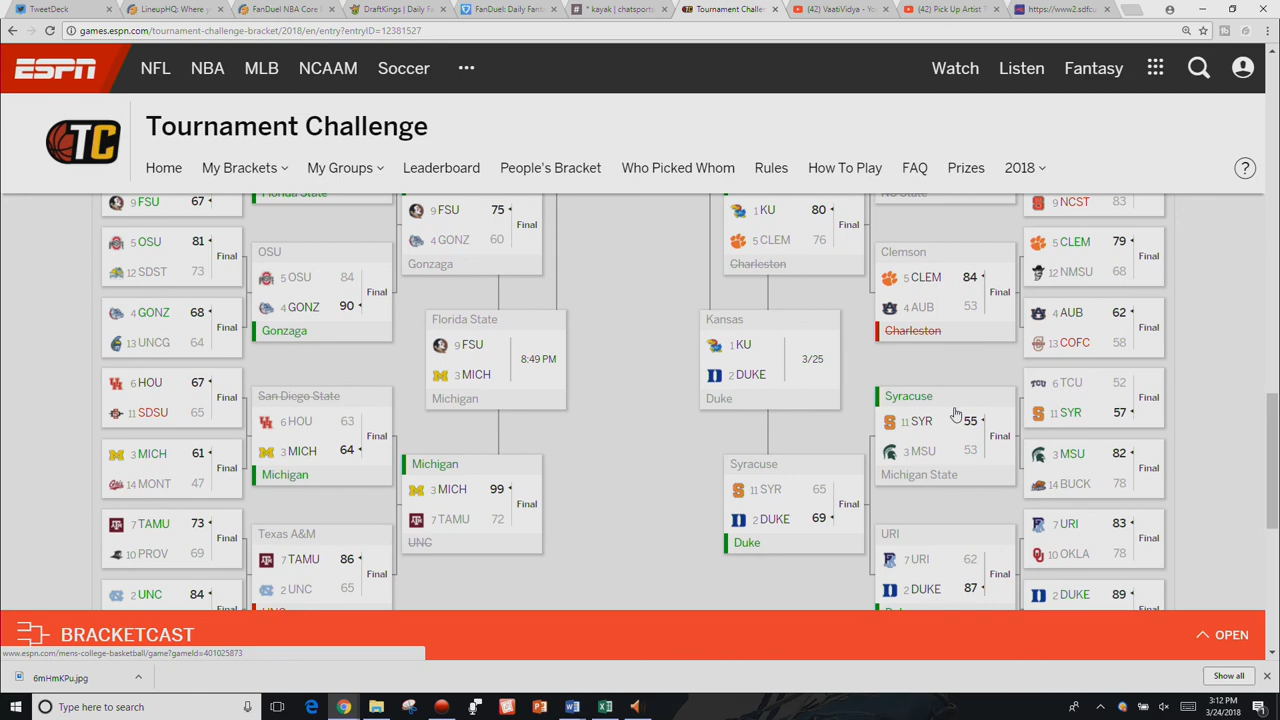 TweetDeck
LineupHQ: Where y
FanDuel NBA Core
DraftKings | Daily Fa
FanDuel: Daily Fanta
* kayak | chatsports
Tournament Challen
(42) VaatiVidya - Yo
(42) Pick Up Artist T
https://www2.sdfcu
games.espn.com/tournament-challenge-bracket/2018/en/entry?entryID=12381527
ESPN NFL NBA MLB NCAAM Soccer Watch Listen Fantasy
TC Tournament Challenge
Home My Brackets My Groups Leaderboard People's Bracket Who Picked Whom Rules How To Play FAQ Prizes 2018 ?
9 FSU 67
5 OSU 81
12 SDST 73
4 GONZ 68
13 UNCG 64
6 HOU 67
11 SDSU 65
3 MICH 61
14 MONT 47
7 TAMU 73
10 PROV 69
2 UNC 84
Final
Final
Final
Final
Final
Florida State
OSU
5 OSU 84
4 GONZ 90
Final
Gonzaga
San Diego State
6 HOU 63
3 MICH 64
Final
Michigan
Texas A&M
7 TAMU 86
2 UNC 65
Final
9 FSU 75
4 GONZ 60
Final
Gonzaga
Florida State
9 FSU
3 MICH
8:49 PM
Michigan
Michigan
3 MICH 99
7 TAMU 72
Final
UNC
1 KU 80
5 CLEM 76
Final
Charleston
Kansas
1 KU
2 DUKE
3/25
Duke
Syracuse
11 SYR 65
2 DUKE 69
Final
Duke
Clemson
5 CLEM 84
4 AUB 53
Final
Charleston
Syracuse
11 SYR 55
3 MSU 53
Final
Michigan State
URI
7 URI 62
2 DUKE 87
Final
9 NCST 83
5 CLEM 79
12 NMSU 68
Final
4 AUB 62
13 COFC 58
Final
6 TCU 52
11 SYR 57
Final
3 MSU 82
14 BUCK 78
Final
7 URI 83
10 OKLA 78
Final
2 DUKE 89
BRACKETCAST
OPEN
www.espn.com/mens-college-basketball/game?gameId=401025873
6mHmKPu.jpg
Show all
Type here to search
3:12 PM
3/24/2018